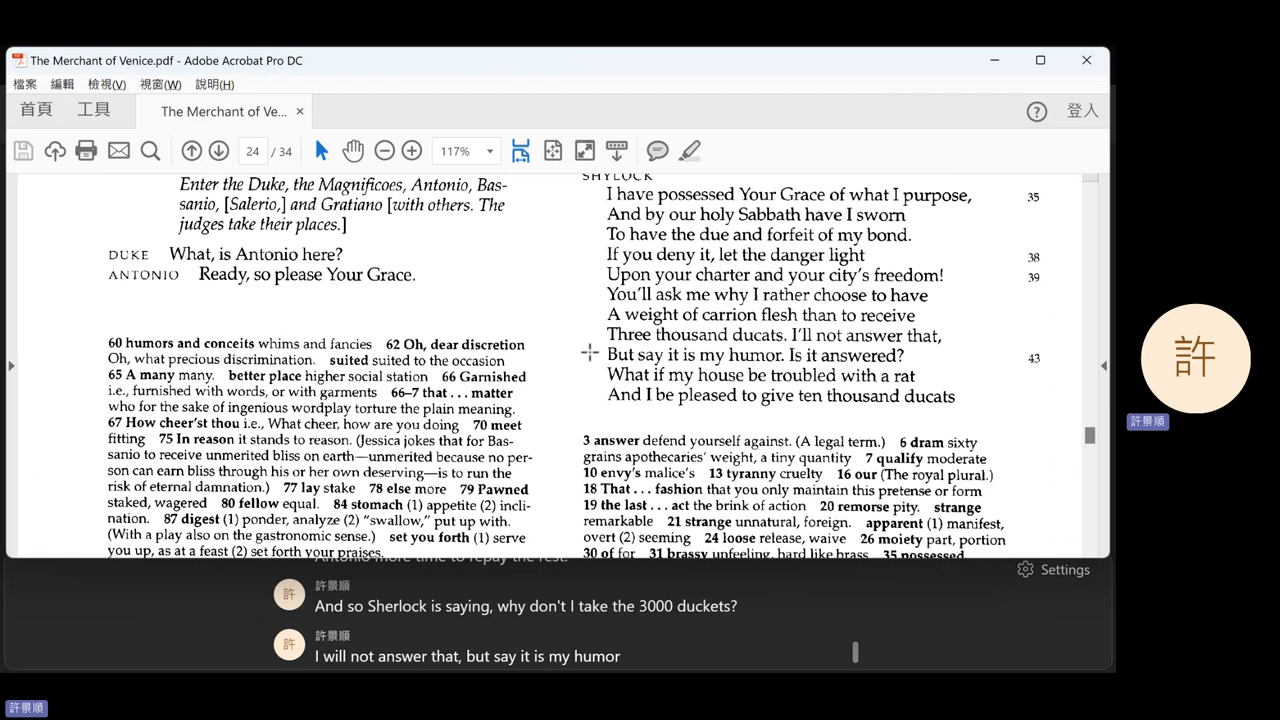 The Merchant of Venice.pdf - Adobe Acrobat Pro DC
檔案 編輯 檢視(V) 視窗(W) 說明(H)
首頁 工具 The Merchant of Ve... × 登入
24 / 34 117%
Enter the Duke, the Magnificoes, Antonio, Bas-
sanio, [Salerio,] and Gratiano [with others. The
judges take their places.]
DUKE What, is Antonio here?
ANTONIO Ready, so please Your Grace.
60 humors and conceits whims and fancies 62 Oh, dear discretion
Oh, what precious discrimination. suited suited to the occasion
65 A many many. better place higher social station 66 Garnished
i.e., furnished with words, or with garments 66–7 that . . . matter
who for the sake of ingenious wordplay torture the plain meaning.
67 How cheer'st thou i.e., What cheer, how are you doing 70 meet
fitting 75 In reason it stands to reason. (Jessica jokes that for Bas-
sanio to receive unmerited bliss on earth—unmerited because no per-
son can earn bliss through his or her own deserving—is to run the
risk of eternal damnation.) 77 lay stake 78 else more 79 Pawned
staked, wagered 80 fellow equal. 84 stomach (1) appetite (2) incli-
nation. 87 digest (1) ponder, analyze (2) "swallow," put up with.
(With a play also on the gastronomic sense.) set you forth (1) serve
you up, as at a feast (2) set forth your praises.
SHYLOCK
I have possessed Your Grace of what I purpose, 35
And by our holy Sabbath have I sworn
To have the due and forfeit of my bond.
If you deny it, let the danger light 38
Upon your charter and your city's freedom! 39
You'll ask me why I rather choose to have
A weight of carrion flesh than to receive
Three thousand ducats. I'll not answer that,
But say it is my humor. Is it answered? 43
What if my house be troubled with a rat
And I be pleased to give ten thousand ducats
3 answer defend yourself against. (A legal term.) 6 dram sixty
grains apothecaries' weight, a tiny quantity 7 qualify moderate
10 envy's malice's 13 tyranny cruelty 16 our (The royal plural.)
18 That . . . fashion that you only maintain this pretense or form
19 the last . . . act the brink of action 20 remorse pity. strange
remarkable 21 strange unnatural, foreign. apparent (1) manifest,
overt (2) seeming 24 loose release, waive 26 moiety part, portion
30 of for 31 brassy unfeeling, hard like brass 35 possessed
Antonio more time to repay the rest.
Settings
許景順
許 And so Sherlock is saying, why don't I take the 3000 duckets?
許景順
許 I will not answer that, but say it is my humor
許
許景順
許景順